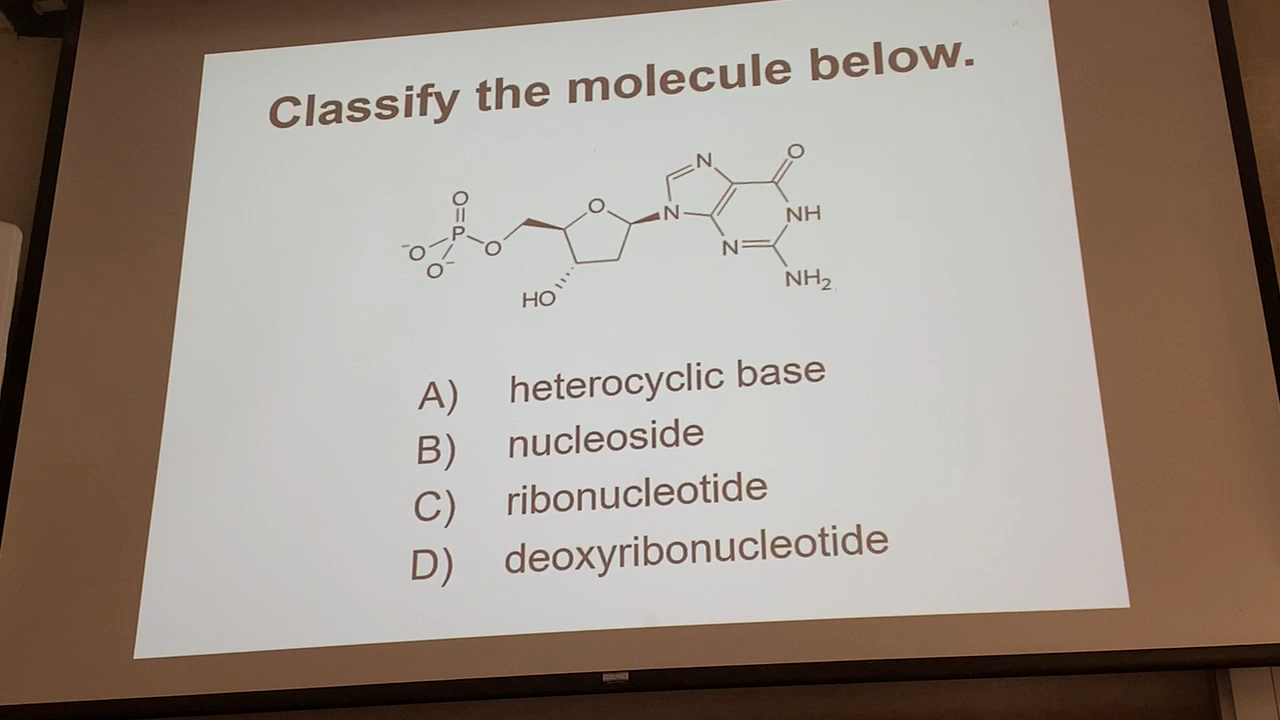 Classify the molecule below.
O
⁻O
P
O⁻
O
O
HO
N
N
O
NH
N
NH₂
A) heterocyclic base
B) nucleoside
C) ribonucleotide
D) deoxyribonucleotide